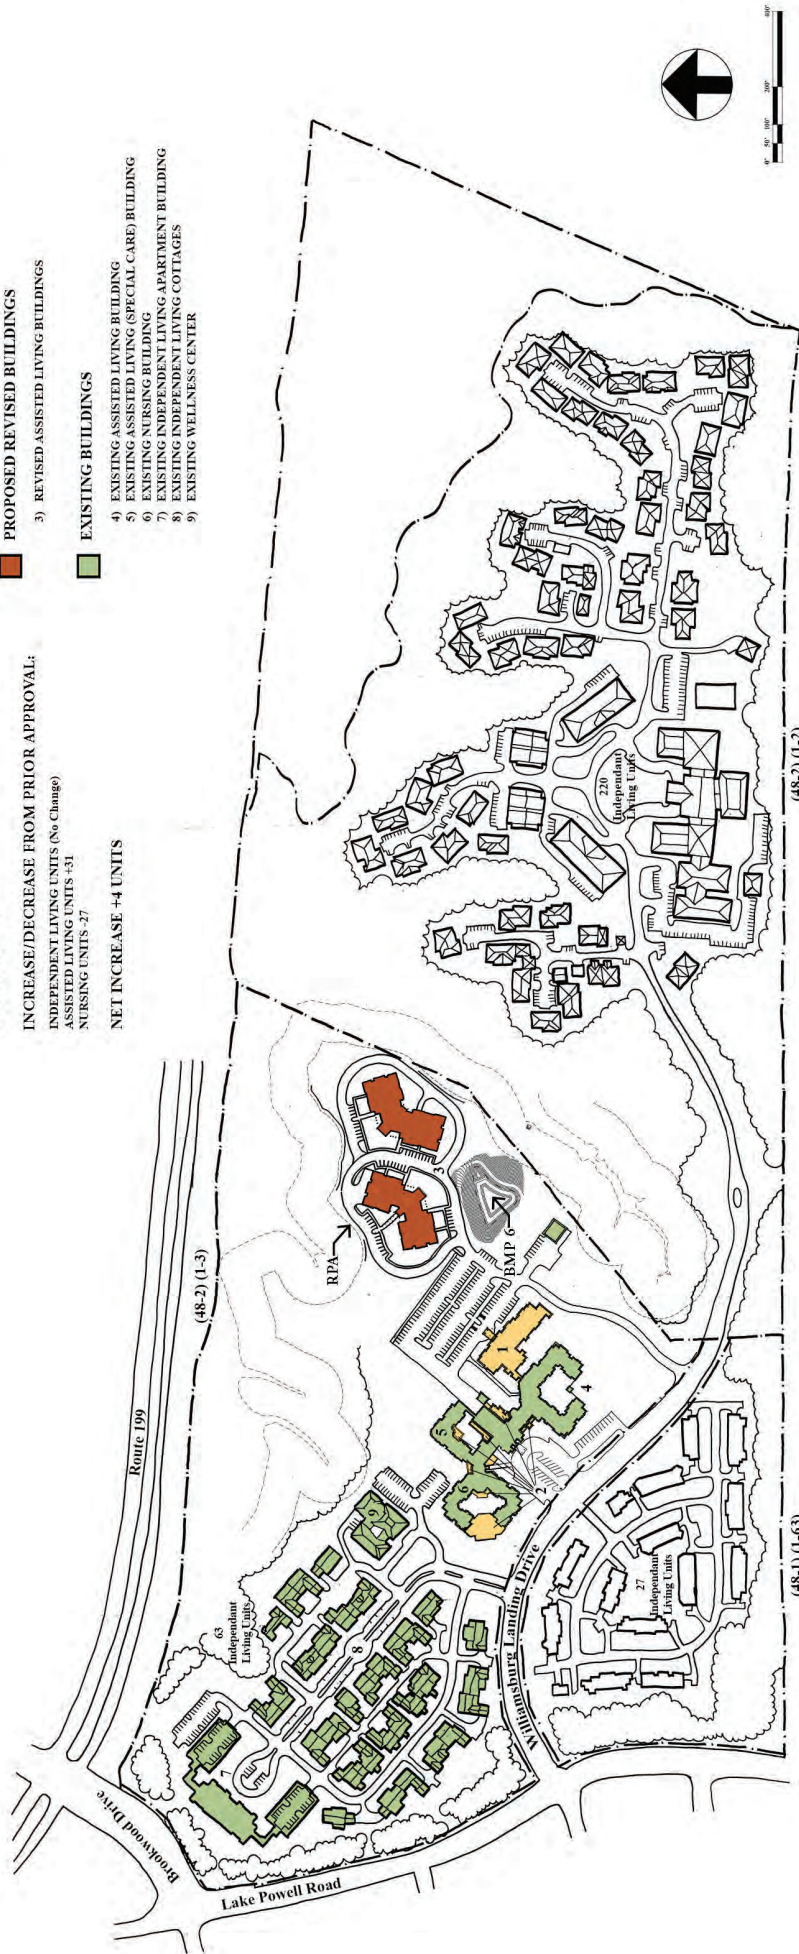 PROPOSED REVISED BUILDINGS
3) REVISED ASSISTED LIVING BUILDINGS
EXISTING BUILDINGS
4) EXISTING ASSISTED LIVING BUILDING
5) EXISTING ASSISTED LIVING (SPECIAL CARE) BUILDING
6) EXISTING NURSING BUILDING
7) EXISTING INDEPENDENT LIVING APARTMENT BUILDING
8) EXISTING INDEPENDENT LIVING COTTAGES
9) EXISTING WELLNESS CENTER
INCREASE/DECREASE FROM PRIOR APPROVAL:
INDEPENDENT LIVING UNITS (No Change)
ASSISTED LIVING UNITS +31
NURSING UNITS -27
NET INCREASE +4 UNITS
0' 50' 100' 200' 400'
Route 199
(48-2) (1-3)
Brookwood Drive
Lake Powell Road
Williamsburg Landing Drive
63
Independant
Living Units
7
8
9
6
5
2
4
1
3
RPA
BMP 6
220
Independant
Living Units
27
Independant
Living Units
(48-2) (1-2)
(48-1) (1-63)